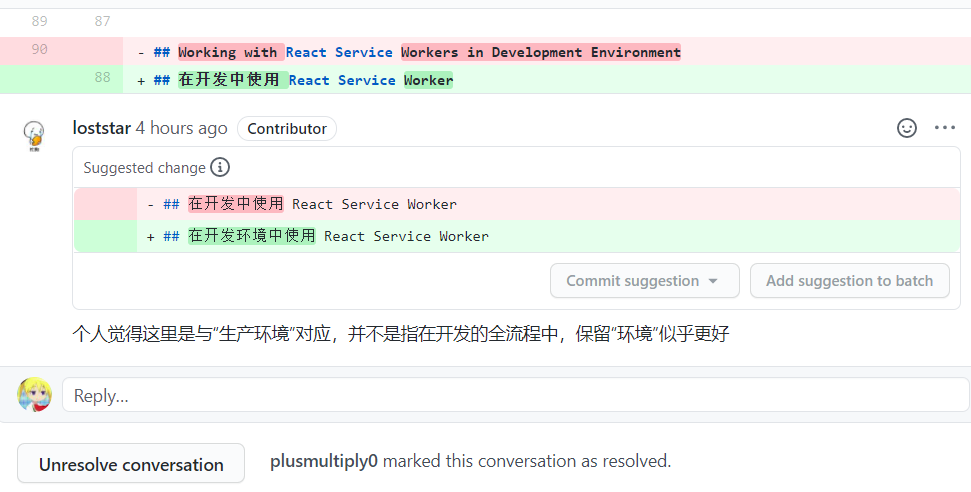 89 87
90 - ## Working with React Service Workers in Development Environment
88 + ## 在开发中使用 React Service Worker
loststar 4 hours ago Contributor
Suggested change
- ## 在开发中使用 React Service Worker
+ ## 在开发环境中使用 React Service Worker
Commit suggestion Add suggestion to batch
个人觉得这里是与“生产环境”对应，并不是指在开发的全流程中，保留“环境”似乎更好
Reply...
Unresolve conversation plusmultiply0 marked this conversation as resolved.